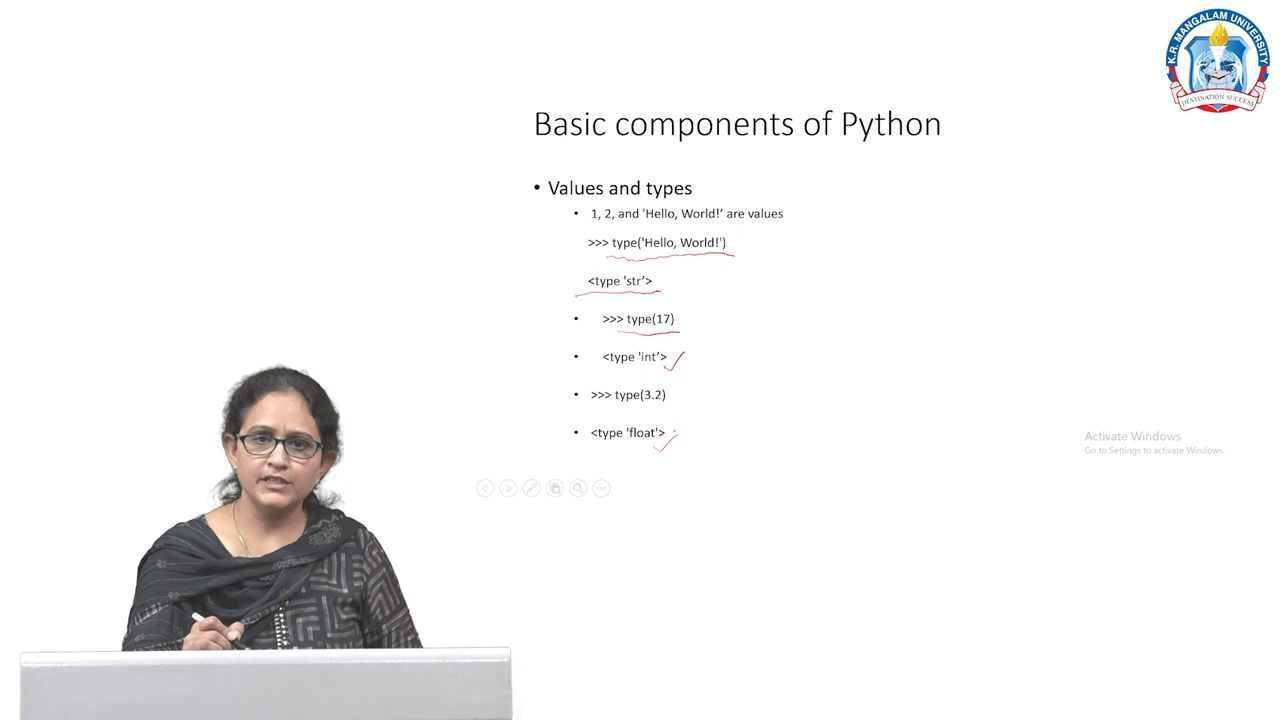 K.R. MANGALAM UNIVERSITY
DESTINATION SUCCESS
Basic components of Python
• Values and types
• 1, 2, and 'Hello, World!’ are values
>>> type('Hello, World!')
<type 'str’>
• >>> type(17)
• <type 'int’>
• >>> type(3.2)
• <type 'float'>
Activate Windows
Go to Settings to activate Windows.